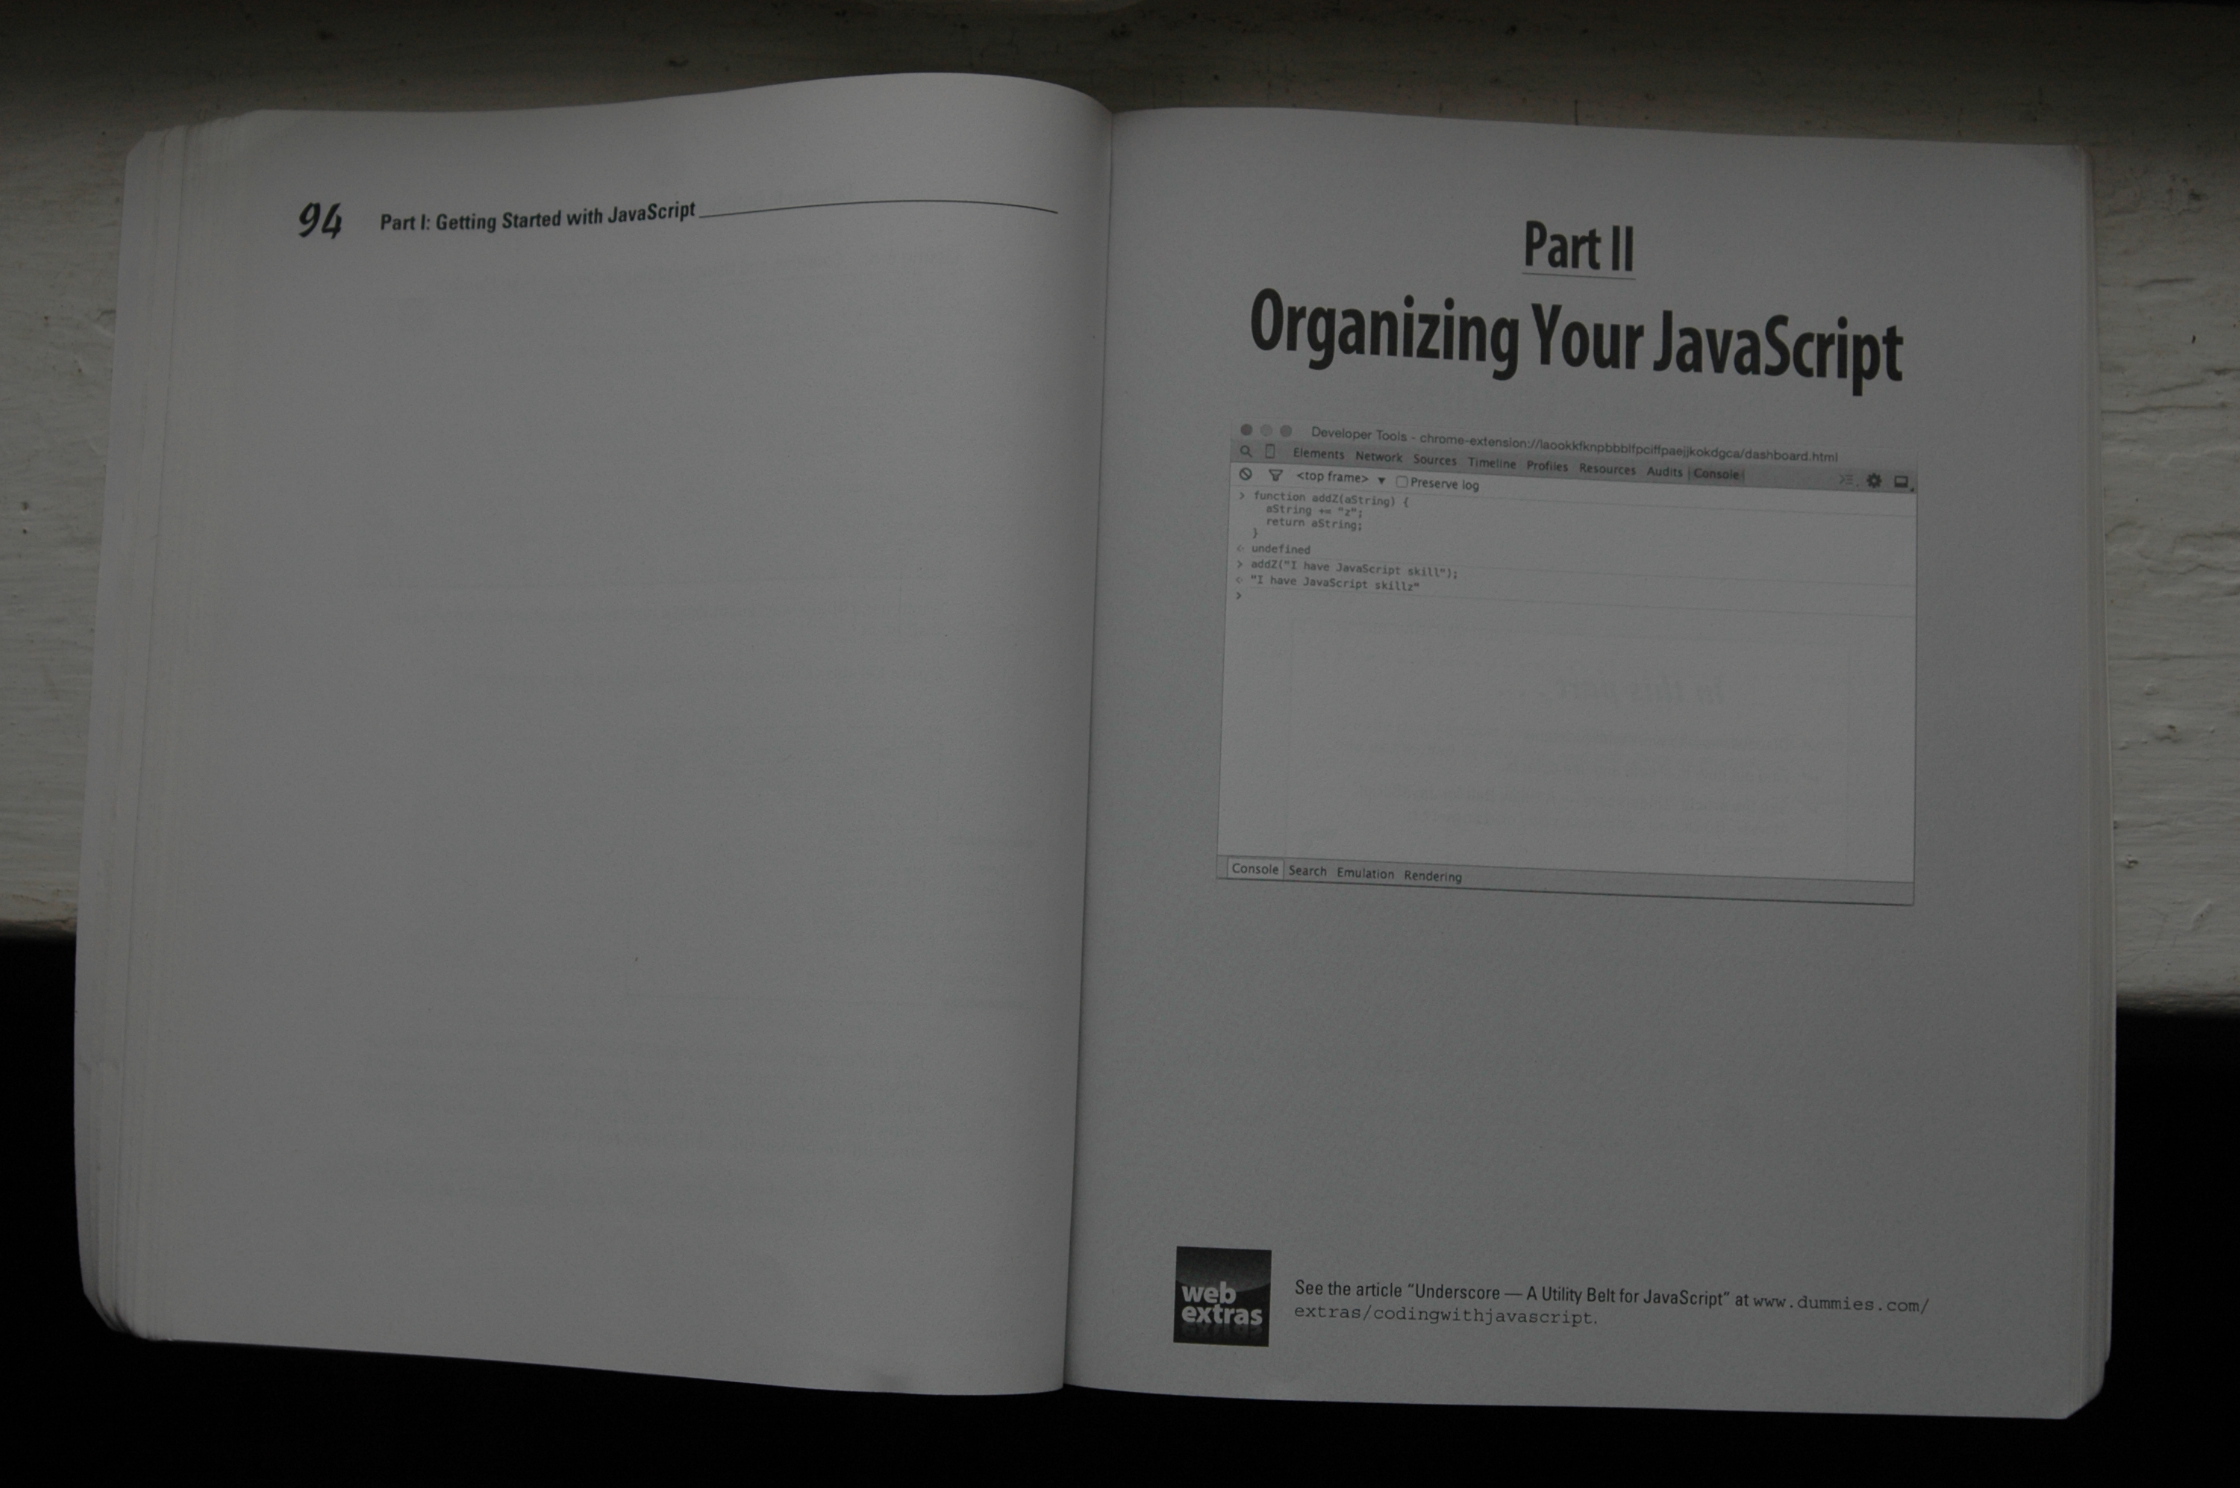 94 Part I: Getting Started with JavaScript
Part II
Organizing Your JavaScript
Developer Tools - chrome-extension://laookkfknpbbblfpciffpaejjkokdgca/dashboard.html
Elements Network Sources Timeline Profiles Resources Audits Console
<top frame> ▼ Preserve log
> function addZ(aString) {
aString += "z";
return aString;
}
< undefined
> addZ("I have JavaScript skill");
< "I have JavaScript skillz"
>
Console Search Emulation Rendering
web
extras
See the article "Underscore — A Utility Belt for JavaScript" at www.dummies.com/
extras/codingwithjavascript.